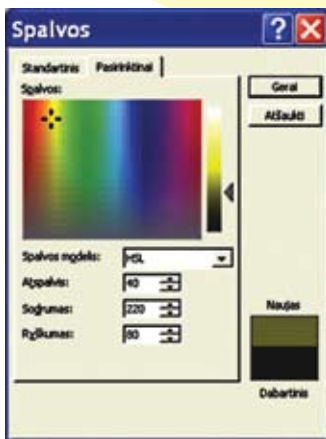 Spalvos
Standartinis Pasirinktinai
Spalvos:
Gerai
Atšaukti
Spalvos modelis: HSL
Atspalvis: 40
Sodrumas: 220
Ryškumas: 80
Naujas
Dabartinis